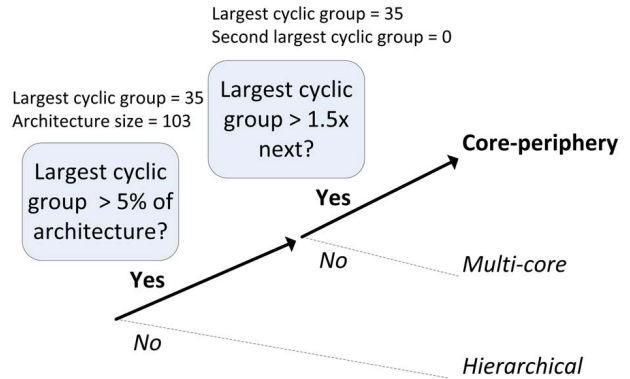 Largest cyclic group = 35
Second largest cyclic group = 0
Largest cyclic
group > 1.5x
next?
Largest cyclic group = 35
Architecture size = 103
Largest cyclic
group > 5% of
architecture?
Core-periphery
Yes
No
Multi-core
Yes
No
Hierarchical